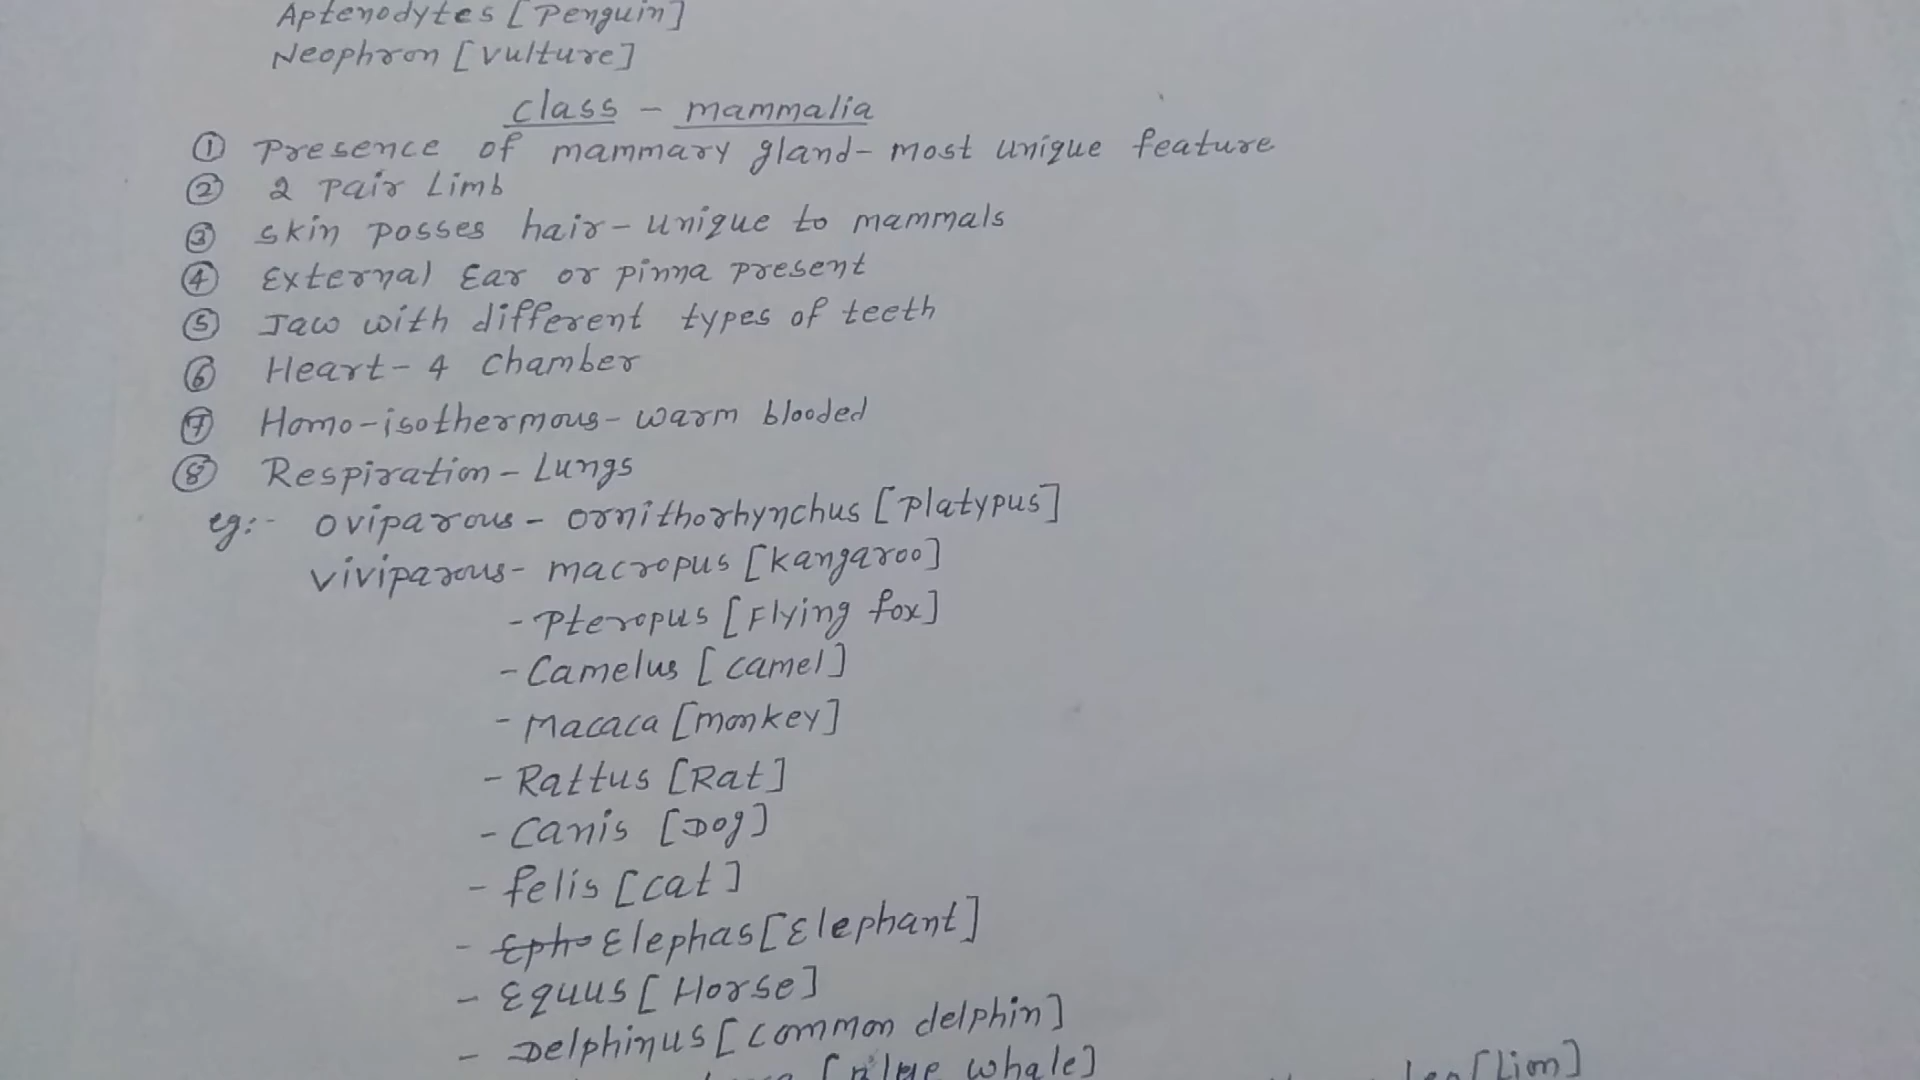 Aptenodytes [Penguin]
Neophron [Vulture]
Class - mammalia
① Presence of mammary gland- most unique feature
② 2 Pair Limb
③ Skin posses hair - unique to mammals
④ External Ear or pinna present
⑤ Jaw with different types of teeth
⑥ Heart - 4 Chamber
⑦ Homo-isothermous - warm blooded
⑧ Respiration - Lungs
eg:- Oviparous - Ornithorhynchus [Platypus]
Viviparous - macropus [Kangaroo]
- Pteropus [Flying fox]
- Camelus [Camel]
- Macaca [monkey]
- Rattus [Rat]
- Canis [Dog]
- Felis [Cat]
- Epho Elephas [Elephant]
- Equus [Horse]
- Delphinus [Common delphin]
whale] [Lion]